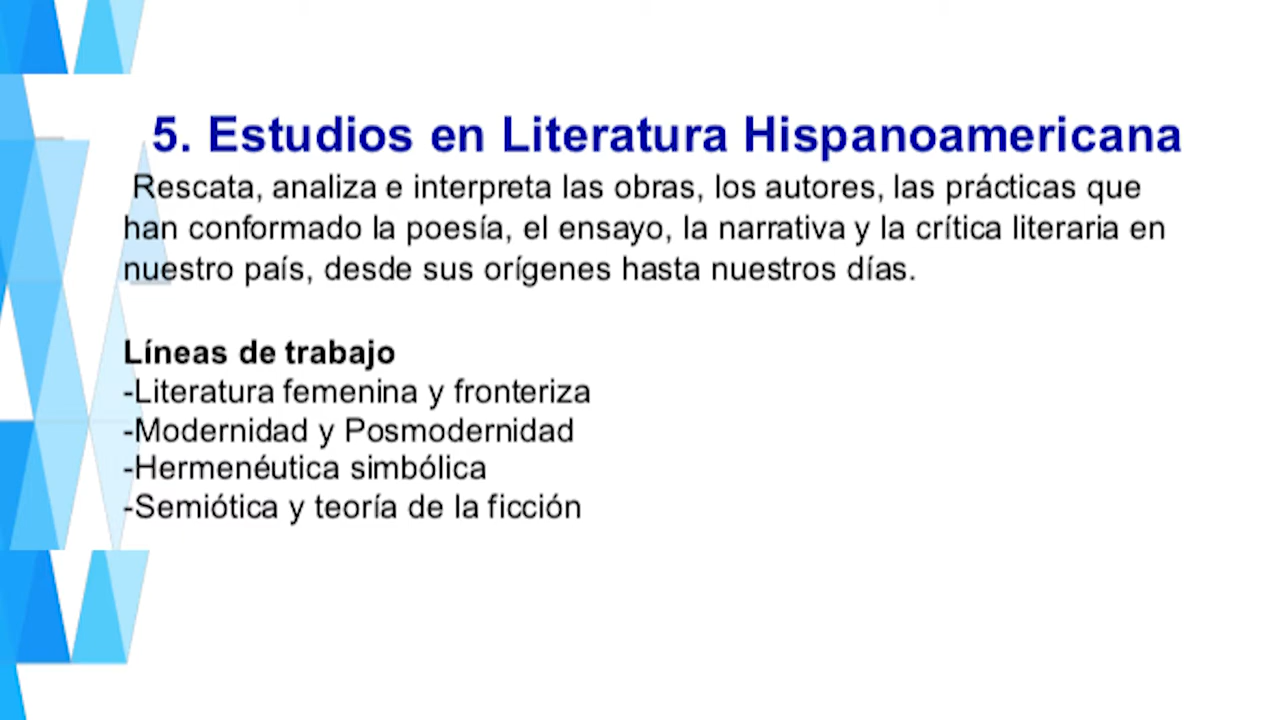 5. Estudios en Literatura Hispanoamericana
Rescata, analiza e interpreta las obras, los autores, las prácticas que
han conformado la poesía, el ensayo, la narrativa y la crítica literaria en
nuestro país, desde sus orígenes hasta nuestros días.
Líneas de trabajo
-Literatura femenina y fronteriza
-Modernidad y Posmodernidad
-Hermenéutica simbólica
-Semiótica y teoría de la ficción